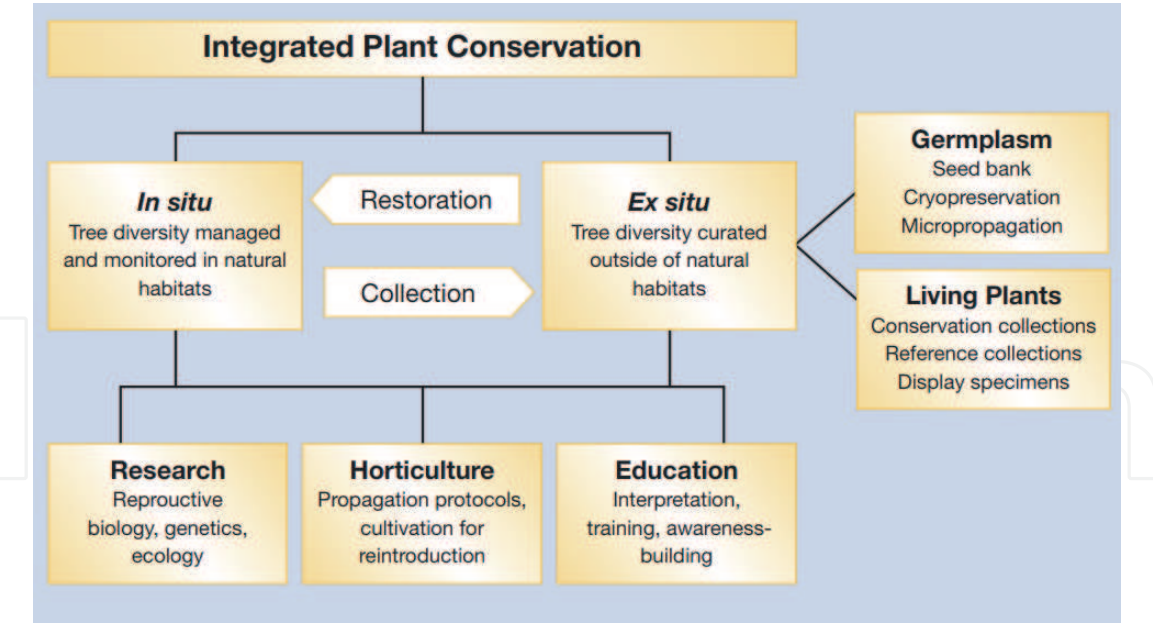 Integrated Plant Conservation
In situ
Tree diversity managed
and monitored in natural
habitats
Restoration
Collection
Ex situ
Tree diversity curated
outside of natural
habitats
Germplasm
Seed bank
Cryopreservation
Micropropagation
Living Plants
Conservation collections
Reference collections
Display specimens
Research
Reprouctive
biology, genetics,
ecology
Horticulture
Propagation protocols,
cultivation for
reintroduction
Education
Interpretation,
training, awareness-
building